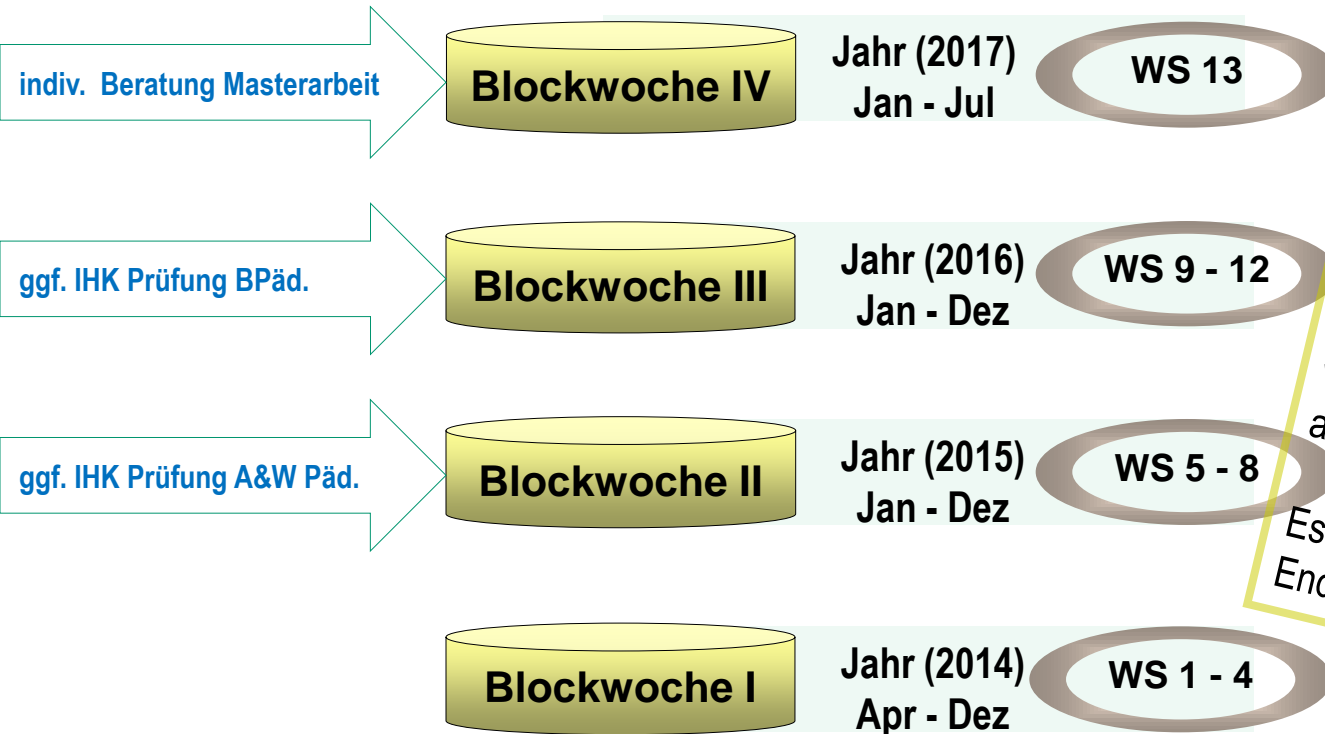 indiv. Beratung Masterarbeit
Blockwoche IV
Jahr (2017)
Jan - Jul
WS 13
ggf. IHK Prüfung BPäd.
Blockwoche III
Jahr (2016)
Jan - Dez
WS 9 - 12
ggf. IHK Prüfung A&W Päd.
Blockwoche II
Jahr (2015)
Jan - Dez
WS 5 - 8
Es
Blockwoche I
Jahr (2014)
Apr - Dez
WS 1 - 4